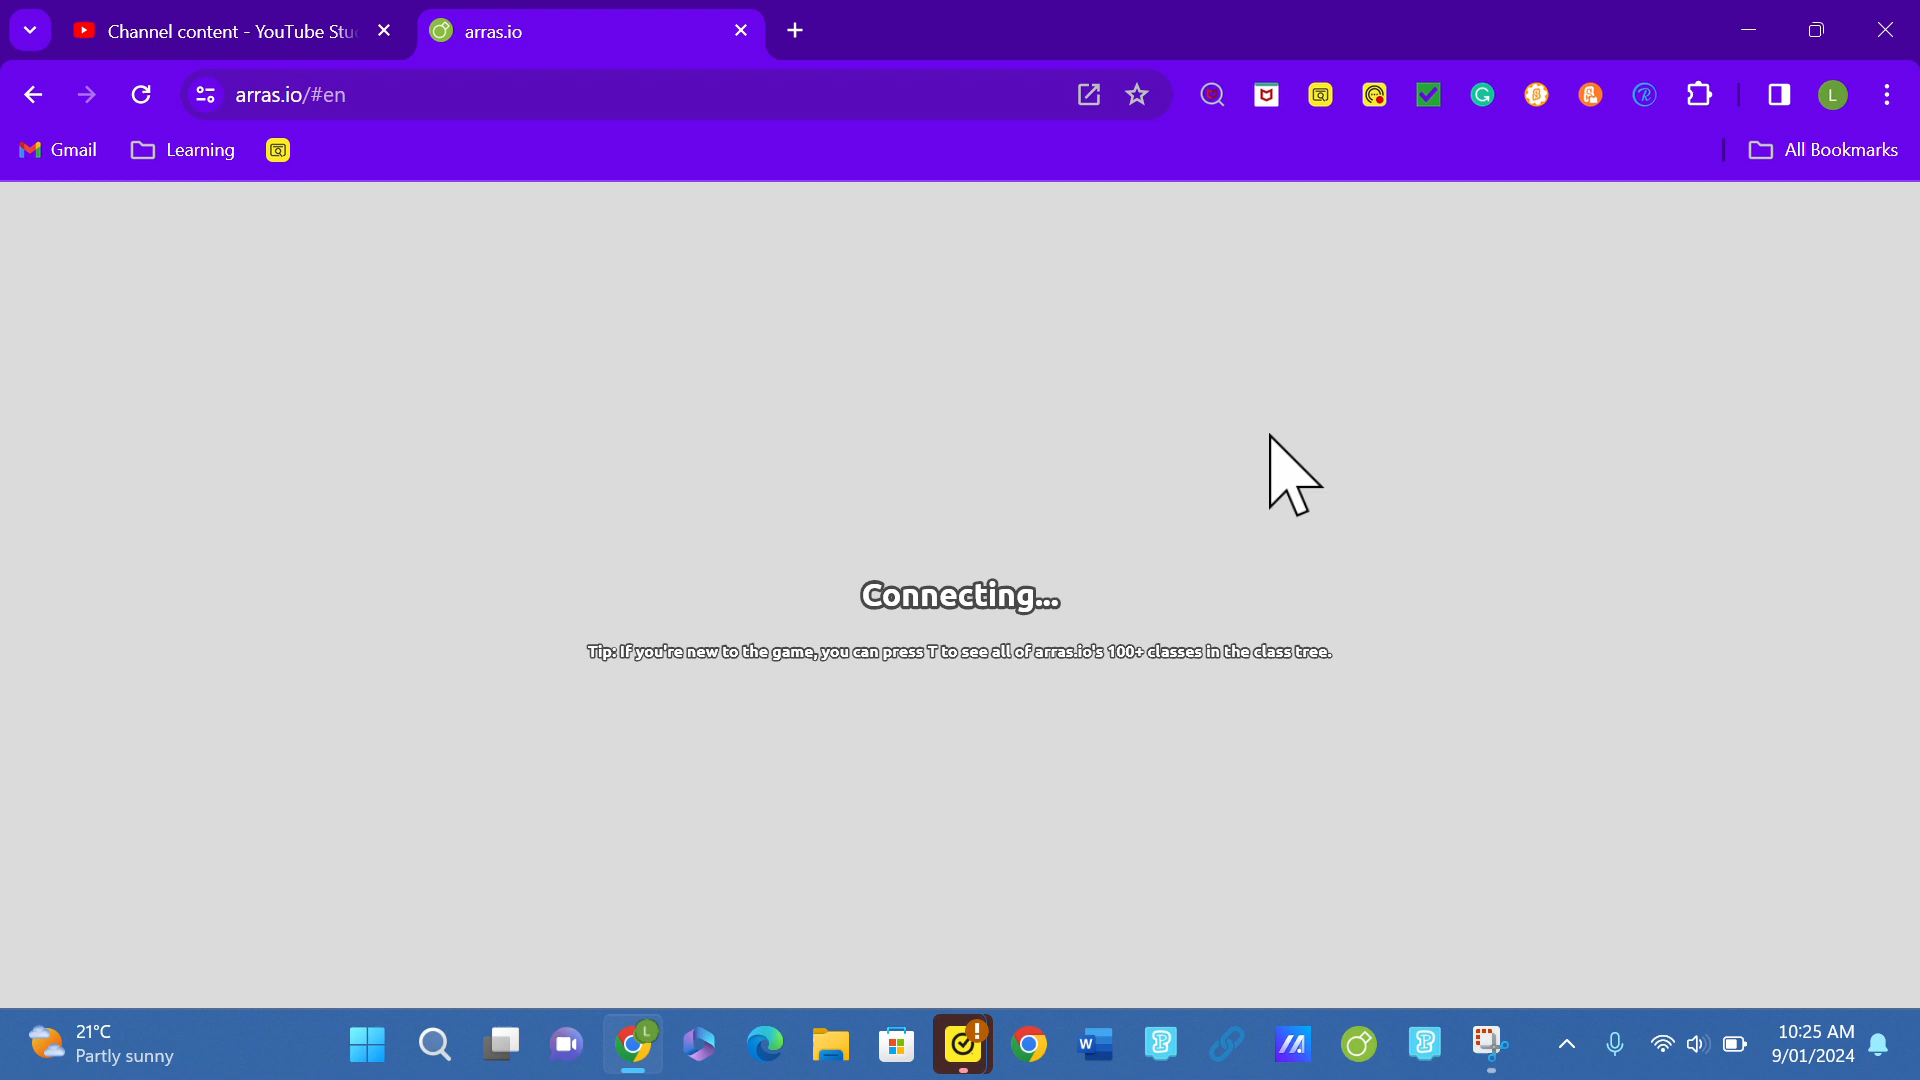 Channel content - YouTube Stu
arras.io
arras.io/#en
L
Gmail
Learning
All Bookmarks
Connecting...
Tip: If you're new to the game, you can press T to see all of arras.io's 100+ classes in the class tree.
21°C
Partly sunny
L
10:25 AM
9/01/2024